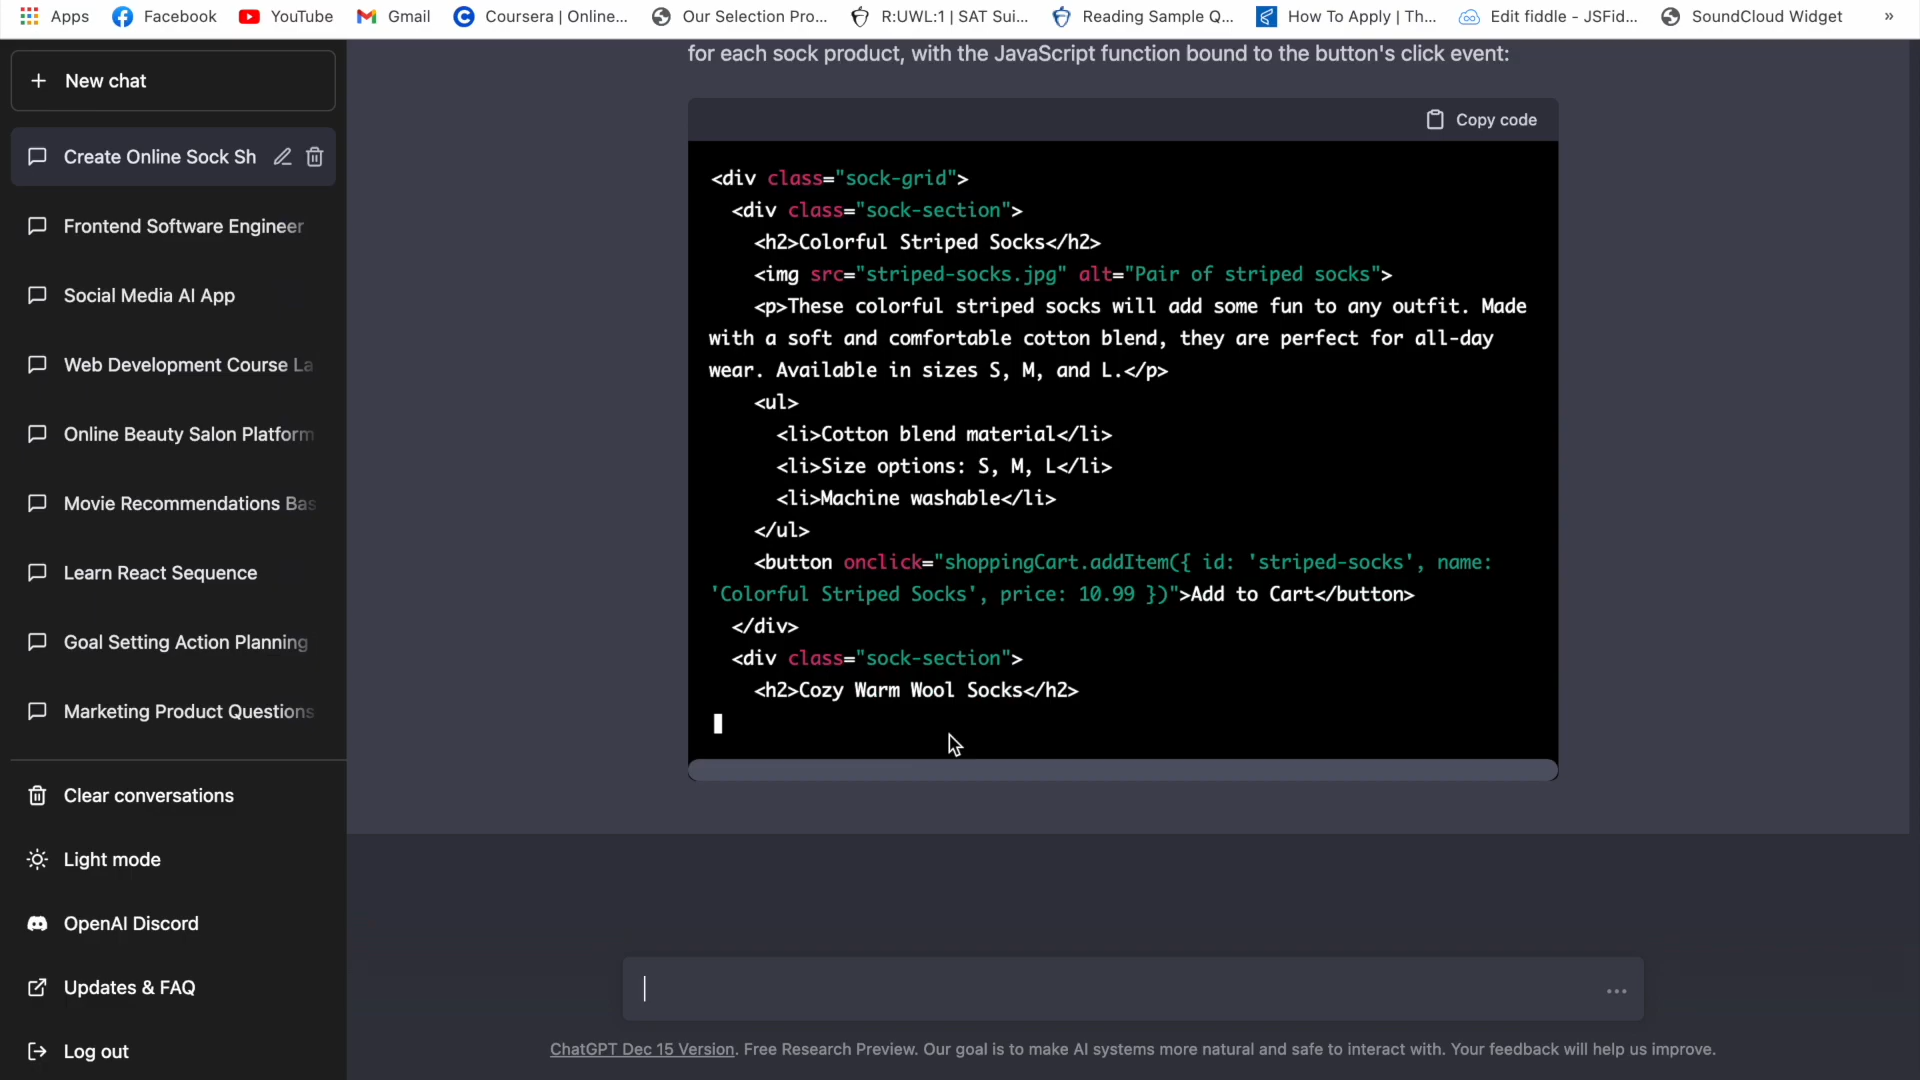 Apps Facebook YouTube Gmail Coursera | Online... Our Selection Pro... R:UWL:1 | SAT Sui... Reading Sample Q... How To Apply | Th... Edit fiddle - JSFid... SoundCloud Widget »
New chat
Create Online Sock Sh
Frontend Software Engineer
Social Media AI App
Web Development Course La
Online Beauty Salon Platform
Movie Recommendations Bas
Learn React Sequence
Goal Setting Action Planning
Marketing Product Questions
Clear conversations
Light mode
OpenAI Discord
Updates & FAQ
Log out
for each sock product, with the JavaScript function bound to the button's click event:
Copy code
<div class="sock-grid">
<div class="sock-section">
<h2>Colorful Striped Socks</h2>
<img src="striped-socks.jpg" alt="Pair of striped socks">
<p>These colorful striped socks will add some fun to any outfit. Made
with a soft and comfortable cotton blend, they are perfect for all-day
wear. Available in sizes S, M, and L.</p>
<ul>
<li>Cotton blend material</li>
<li>Size options: S, M, L</li>
<li>Machine washable</li>
</ul>
<button onclick="shoppingCart.addItem({ id: 'striped-socks', name:
'Colorful Striped Socks', price: 10.99 })">Add to Cart</button>
</div>
<div class="sock-section">
<h2>Cozy Warm Wool Socks</h2>
ChatGPT Dec 15 Version. Free Research Preview. Our goal is to make AI systems more natural and safe to interact with. Your feedback will help us improve.